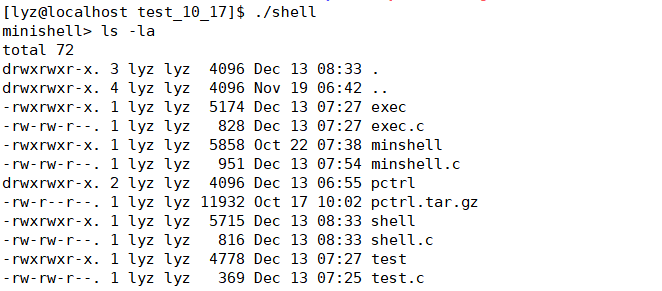 [lyz@localhost test_10_17]$ ./shell
minishell> ls -la
total 72
drwxrwxr-x. 3 lyz lyz  4096 Dec 13 08:33 .
drwxrwxr-x. 4 lyz lyz  4096 Nov 19 06:42 ..
-rwxrwxr-x. 1 lyz lyz  5174 Dec 13 07:27 exec
-rw-rw-r--. 1 lyz lyz   828 Dec 13 07:27 exec.c
-rwxrwxr-x. 1 lyz lyz  5858 Oct 22 07:38 minshell
-rw-rw-r--. 1 lyz lyz   951 Dec 13 07:54 minshell.c
drwxrwxr-x. 2 lyz lyz  4096 Dec 13 06:55 pctrl
-rw-r--r--. 1 lyz lyz 11932 Oct 17 10:02 pctrl.tar.gz
-rwxrwxr-x. 1 lyz lyz  5715 Dec 13 08:33 shell
-rw-rw-r--. 1 lyz lyz   816 Dec 13 08:33 shell.c
-rwxrwxr-x. 1 lyz lyz  4778 Dec 13 07:27 test
-rw-rw-r--. 1 lyz lyz   369 Dec 13 07:25 test.c